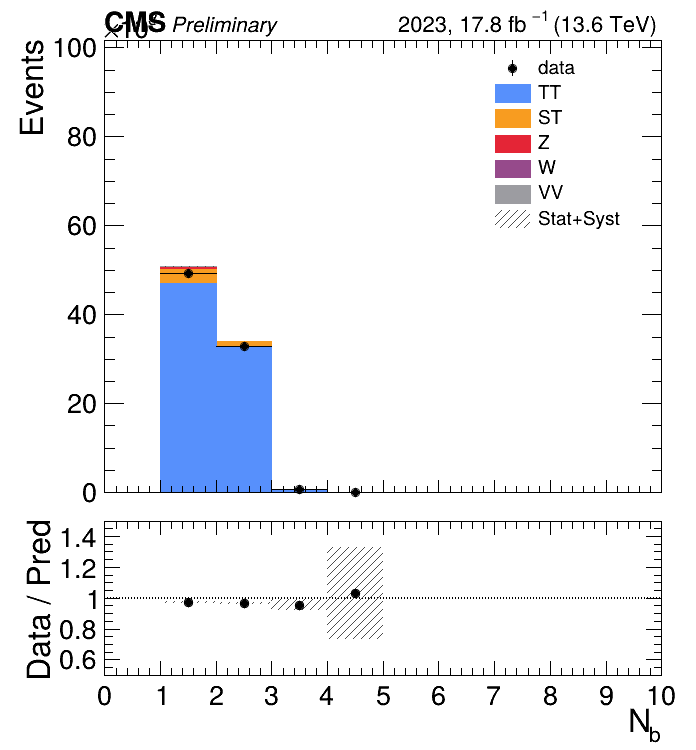 CMS Preliminary 2023, 17.8 fb⁻¹ (13.6 TeV)
100
80
60
40
20
0
Events
data
TT
ST
Z
W
VV
Stat+Syst
1.4
1.2
1
0.8
0.6
Data / Pred
0 1 2 3 4 5 6 7 8 9 10
N_b